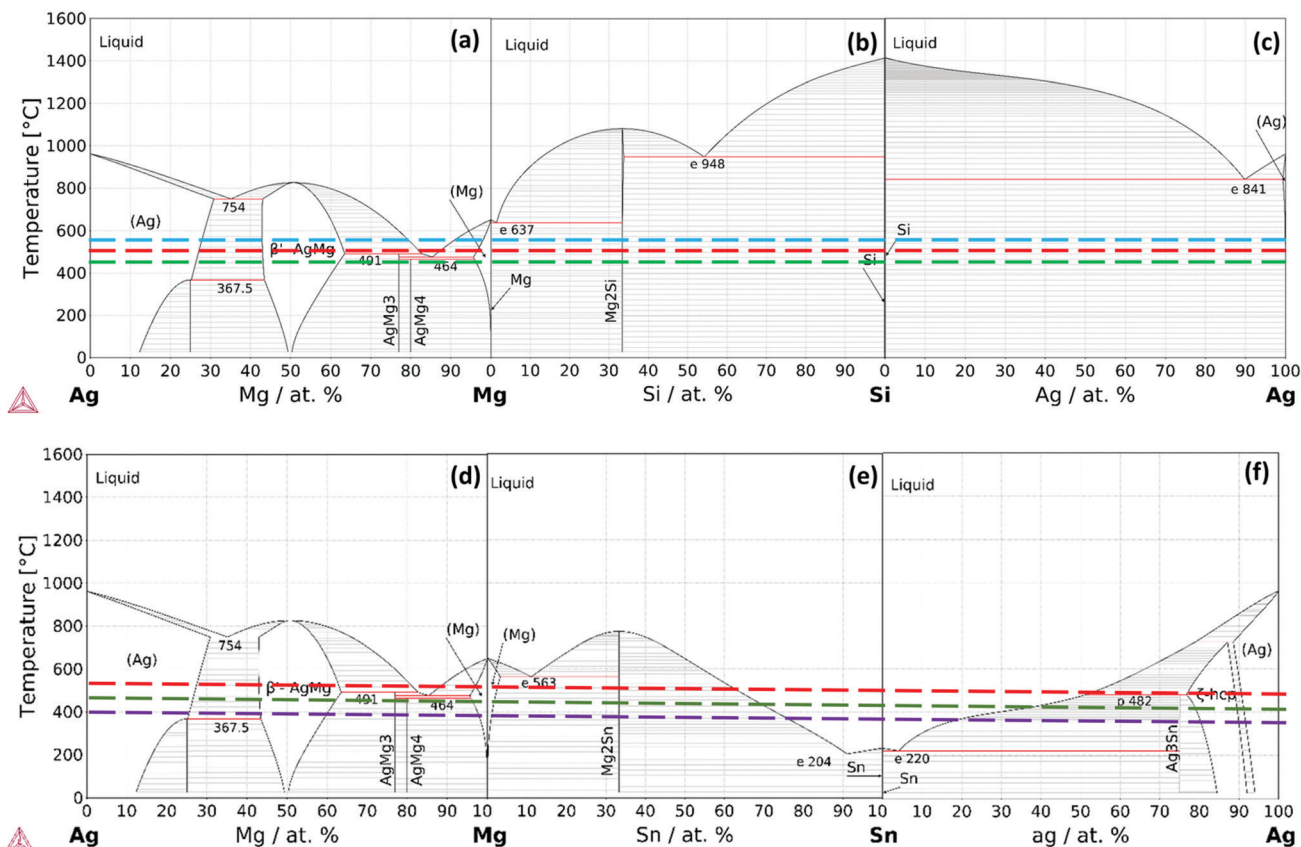 1600
1400
1200
1000
800
600
400
200
0
Temperature [°C]
Liquid
(a)
(Ag)
754
β'- AgMg
367.5
491
464
AgMg3
AgMg4
(Mg)
Mg
Liquid
(b)
e 637
e 948
Mg2Si
Si
Si
Liquid
(c)
(Ag)
e 841
0 10 20 30 40 50 60 70 80 90 0 10 20 30 40 50 60 70 80 90 0 10 20 30 40 50 60 70 80 90 100
Ag Mg / at. % Mg Si / at. % Si Ag / at. % Ag
1600
1400
1200
1000
800
600
400
200
0
Temperature [°C]
Liquid
(d)
(Ag)
754
β'- AgMg
367.5
491
464
AgMg3
AgMg4
(Mg)
Liquid
(e)
(Mg)
e 563
Mg2Sn
e 204
Sn
Liquid
(f)
Sn
e 220
p 482
Ag3Sn
ζ-hcp
(Ag)
0 10 20 30 40 50 60 70 80 90 10 10 20 30 40 50 60 70 80 90 100 10 20 30 40 50 60 70 80 90 100
Ag Mg / at. % Mg Sn / at. % Sn ag / at. % Ag